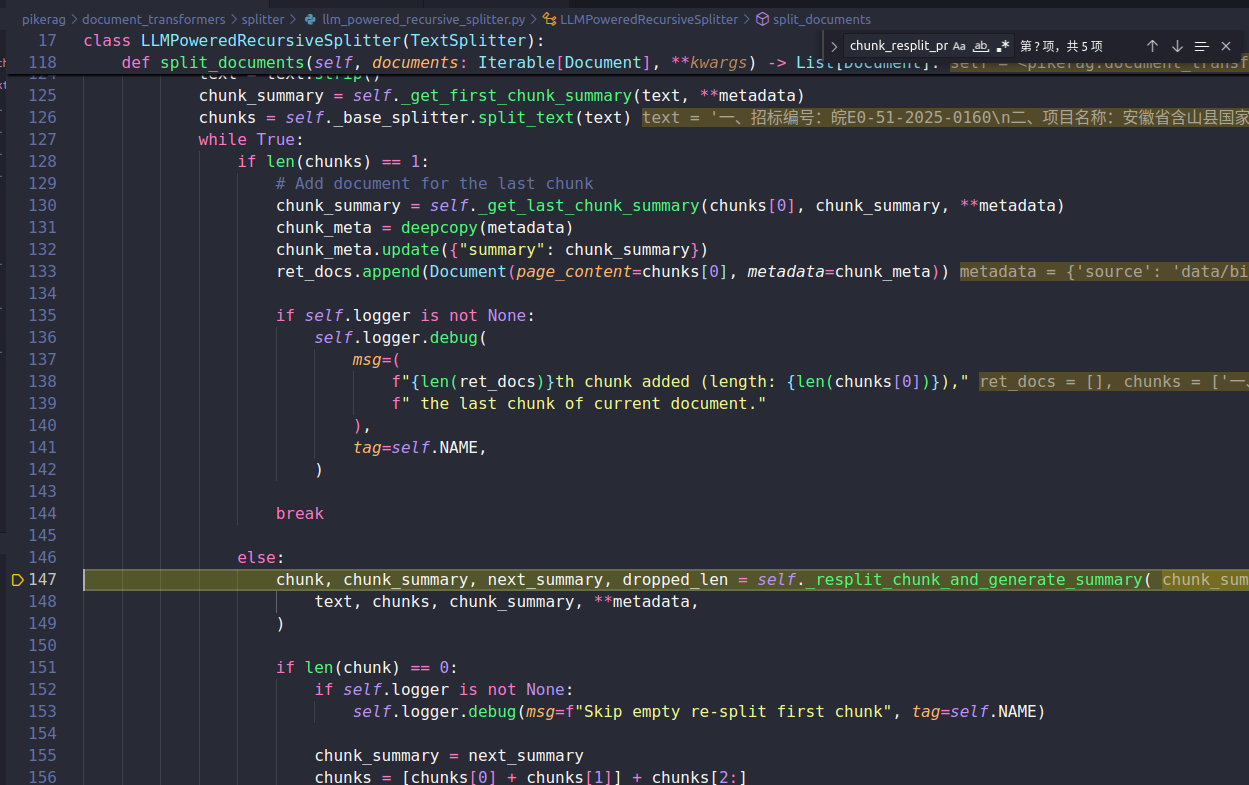 pikerag > document_transformers > splitter > llm_powered_recursive_splitter.py > LLMPoweredRecursiveSplitter > split_documents
17 class LLMPoweredRecursiveSplitter(TextSplitter):
chunk_resplit_pr Aa ab .* 第?项，共5项
118 def split_documents(self, documents: Iterable[Document], **kwargs) -> List[Document]: self = <pikerag.document_transf
124 text = text.strip()
125 chunk_summary = self._get_first_chunk_summary(text, **metadata)
126 chunks = self._base_splitter.split_text(text) text = '一、招标编号：皖E0-51-2025-0160\n二、项目名称：安徽省含山县国家
127 while True:
128 if len(chunks) == 1:
129 # Add document for the last chunk
130 chunk_summary = self._get_last_chunk_summary(chunks[0], chunk_summary, **metadata)
131 chunk_meta = deepcopy(metadata)
132 chunk_meta.update({"summary": chunk_summary})
133 ret_docs.append(Document(page_content=chunks[0], metadata=chunk_meta)) metadata = {'source': 'data/bi
134
135 if self.logger is not None:
136 self.logger.debug(
137 msg=(
138 f"{len(ret_docs)}th chunk added (length: {len(chunks[0])})," ret_docs = [], chunks = ['一、
139 f" the last chunk of current document."
140 ),
141 tag=self.NAME,
142 )
143
144 break
145
146 else:
147 chunk, chunk_summary, next_summary, dropped_len = self._resplit_chunk_and_generate_summary( chunk_sum
148 text, chunks, chunk_summary, **metadata,
149 )
150
151 if len(chunk) == 0:
152 if self.logger is not None:
153 self.logger.debug(msg=f"Skip empty re-split first chunk", tag=self.NAME)
154
155 chunk_summary = next_summary
156 chunks = [chunks[0] + chunks[1]] + chunks[2:]